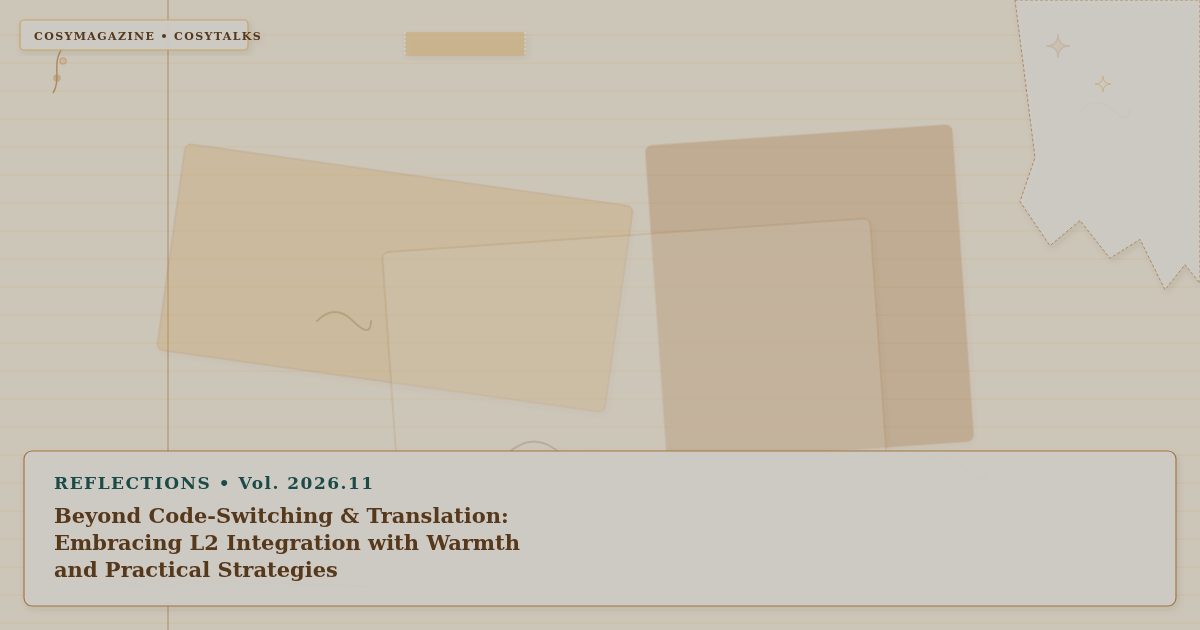 COSYMAGAZINE • COSYTALKS
REFLECTIONS • Vol. 2026.11
Beyond Code-Switching & Translation:
Embracing L2 Integration with Warmth
and Practical Strategies